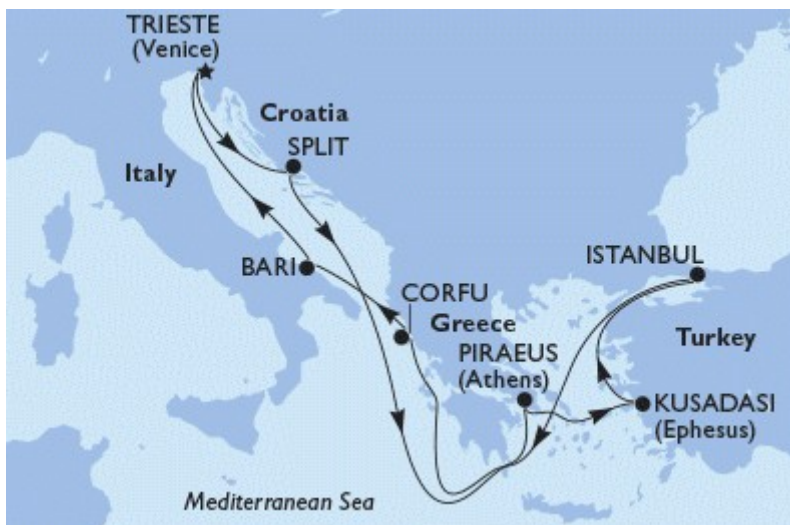 TRIESTE
(Venice)
Croatia
SPLIT
Italy
ISTANBUL
BARI
CORFU
Greece
PIRAEUS
(Athens)
Turkey
KUSADASI
(Ephesus)
Mediterranean Sea